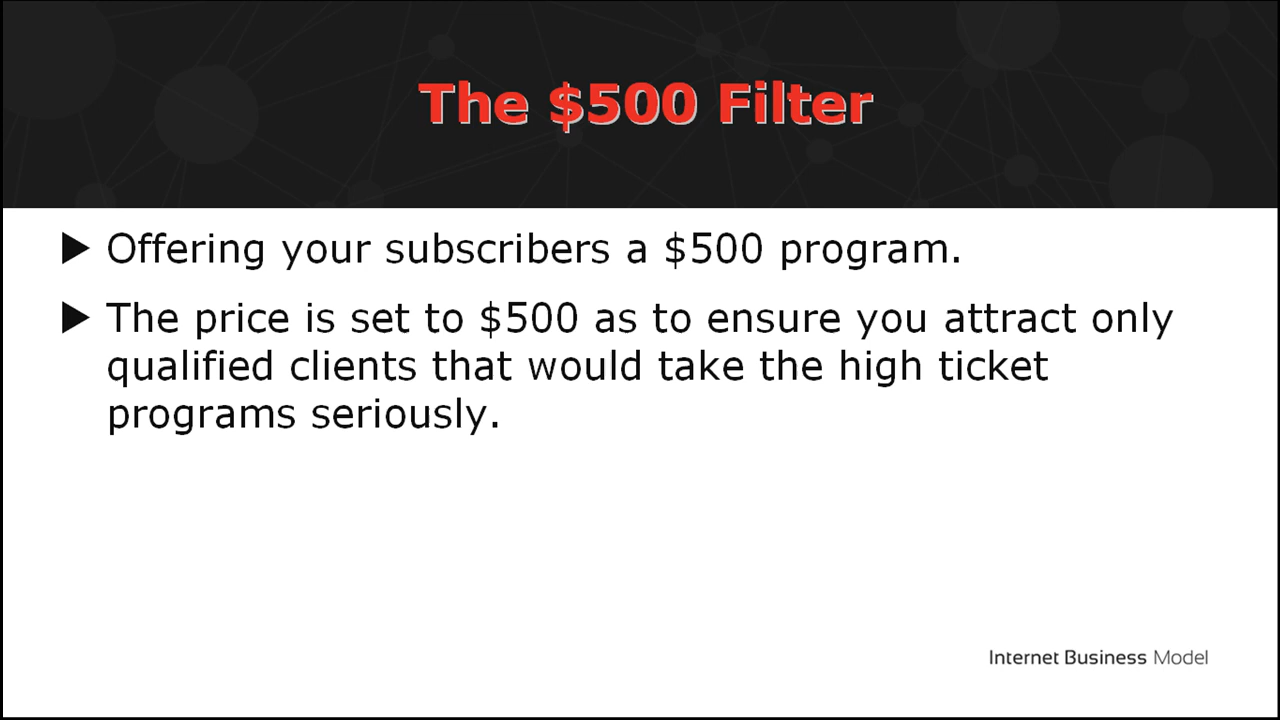 The $500 Filter
▶ Offering your subscribers a $500 program.
▶ The price is set to $500 as to ensure you attract only
qualified clients that would take the high ticket
programs seriously.
Internet Business Model